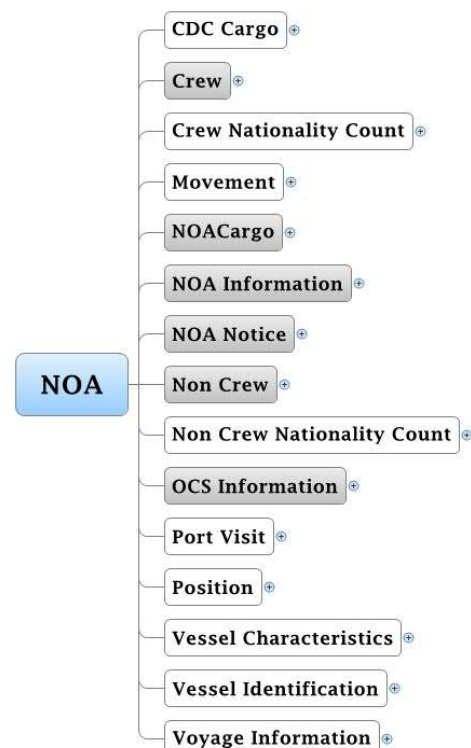 CDC Cargo
Crew
Crew Nationality Count
Movement
NOACargo
NOA Information
NOA Notice
NOA
Non Crew
Non Crew Nationality Count
OCS Information
Port Visit
Position
Vessel Characteristics
Vessel Identification
Voyage Information